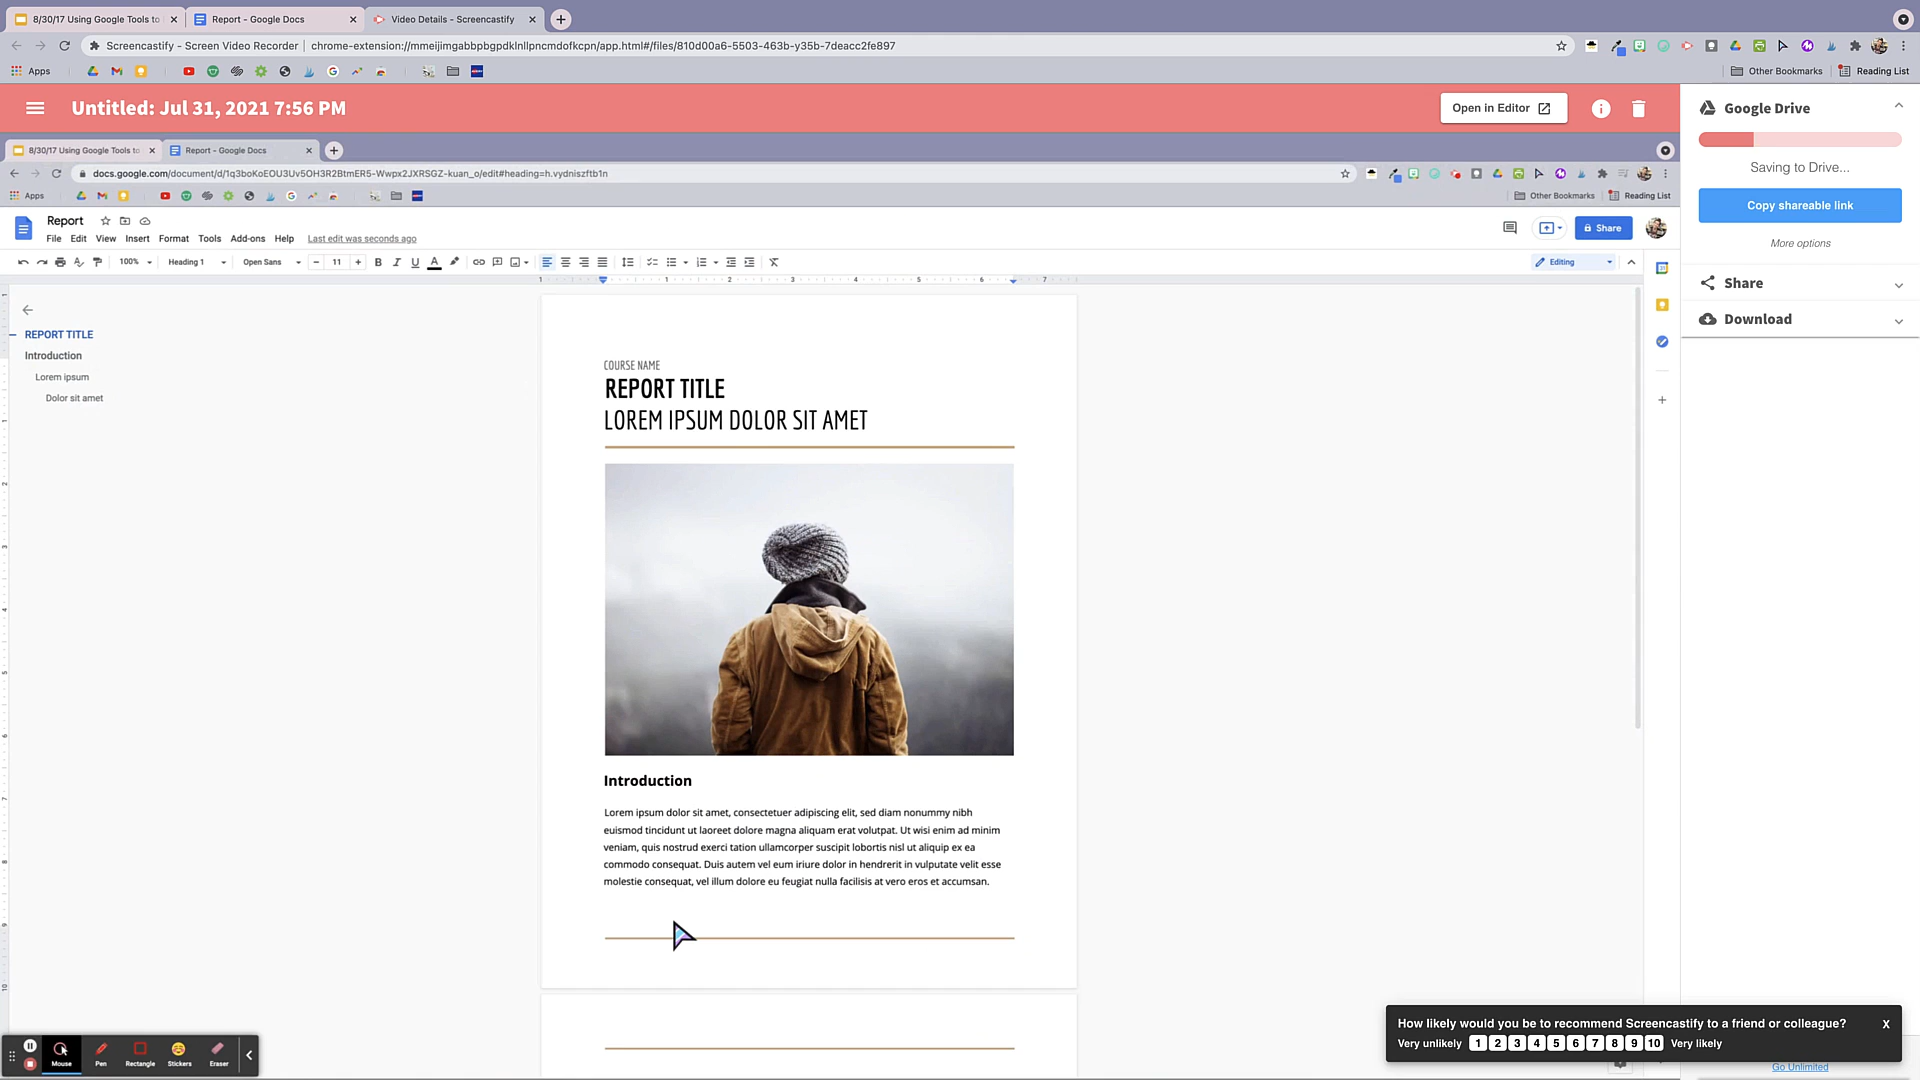 8/30/17 Using Google Tools to
Report - Google Docs
Video Details - Screencastify
Screencastify - Screen Video Recorder
chrome-extension://mmeijimgabbpbgpdklnllpncmdofkcpn/app.html#/files/810d00a6-5503-463b-y35b-7deacc2fe897
Apps
Other Bookmarks
Reading List
Untitled: Jul 31, 2021 7:56 PM
Open in Editor
Google Drive
Saving to Drive...
Copy shareable link
More options
Share
Download
8/30/17 Using Google Tools to
Report - Google Docs
docs.google.com/document/d/1q3boKoEOU3Uv5OH3R2BtmER5-Wwpx2JXRSGZ-kuan_o/edit#heading=h.vydniszftb1n
Apps
Other Bookmarks
Reading List
Report
File Edit View Insert Format Tools Add-ons Help Last edit was seconds ago
Share
100% Heading 1 Open Sans 11 B I U A
Editing
1 1 2 3 4 5 6 7
REPORT TITLE
Introduction
Lorem ipsum
Dolor sit amet
COURSE NAME
REPORT TITLE
LOREM IPSUM DOLOR SIT AMET
Introduction
Lorem ipsum dolor sit amet, consectetuer adipiscing elit, sed diam nonummy nibh
euismod tincidunt ut laoreet dolore magna aliquam erat volutpat. Ut wisi enim ad minim
veniam, quis nostrud exerci tation ullamcorper suscipit lobortis nisl ut aliquip ex ea
commodo consequat. Duis autem vel eum iriure dolor in hendrerit in vulputate velit esse
molestie consequat, vel illum dolore eu feugiat nulla facilisis at vero eros et accumsan.
Mouse Pen Rectangle Stickers Eraser
How likely would you be to recommend Screencastify to a friend or colleague? X
Very unlikely 1 2 3 4 5 6 7 8 9 10 Very likely
Go Unlimited